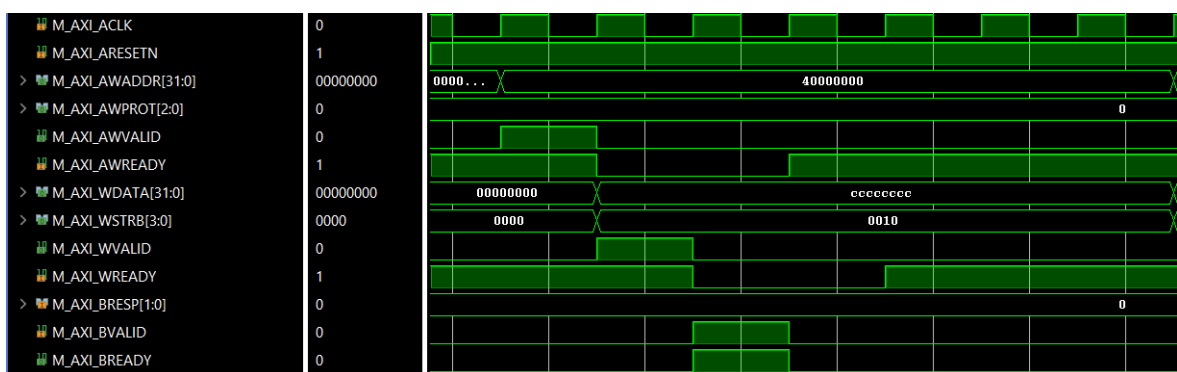 M_AXI_ACLK 0
M_AXI_ARESETN 1
M_AXI_AWADDR[31:0] 00000000 0000... 40000000
M_AXI_AWPROT[2:0] 0 0
M_AXI_AWVALID 0
M_AXI_AWREADY 1
M_AXI_WDATA[31:0] 00000000 00000000 cccccccc
M_AXI_WSTRB[3:0] 0000 0000 0010
M_AXI_WVALID 0
M_AXI_WREADY 1
M_AXI_BRESP[1:0] 0 0
M_AXI_BVALID 0
M_AXI_BREADY 0